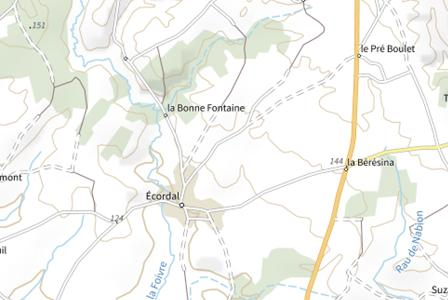 151
le Pré Boulet
la Bonne Fontaine
144
la Bérésina
mont
Écordal
124
Rau de Nabion
la Foivre
Suz